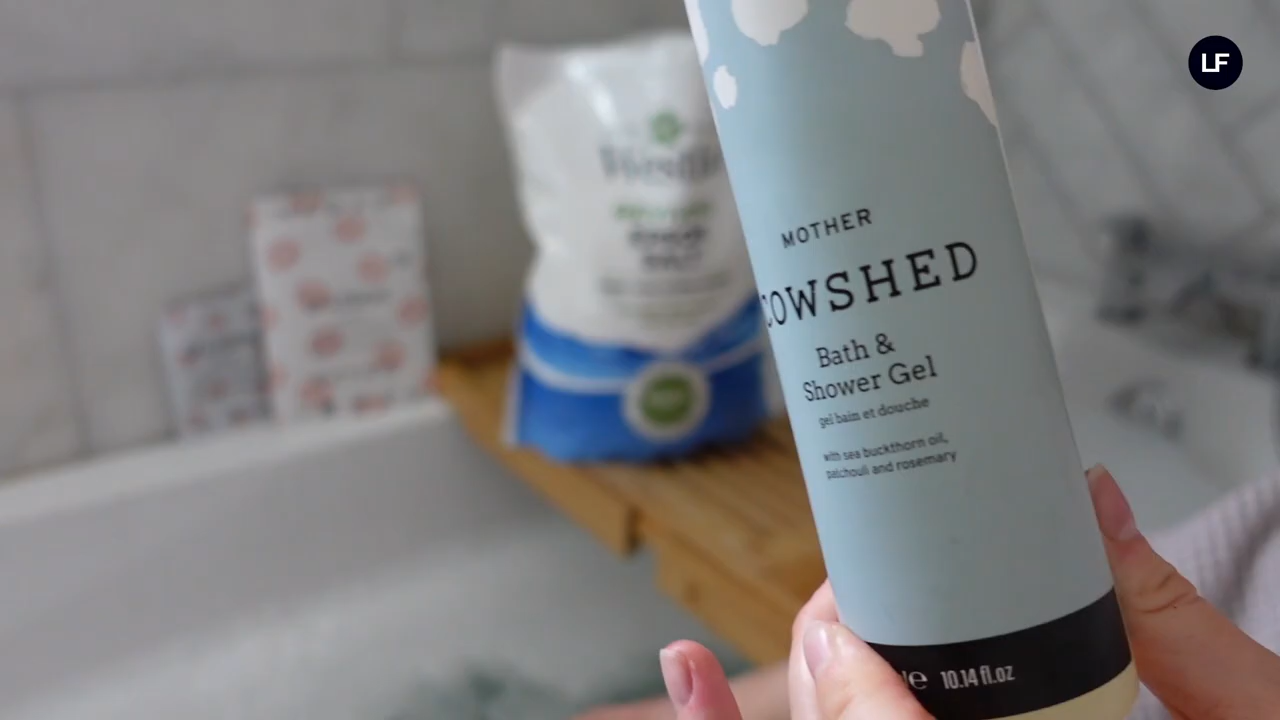 LF
MOTHER
COWSHED
Bath &
Shower Gel
gel bain et douche
with sea buckthorn oil,
patchouli and rosemary
e 10.14 fl.oz